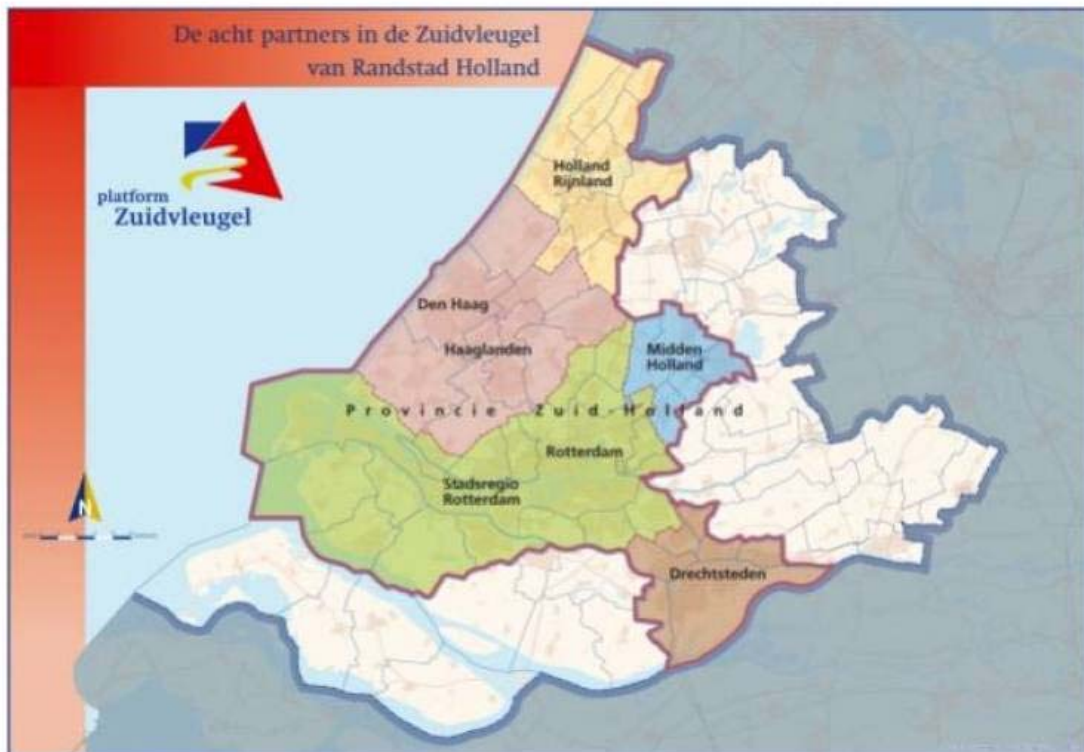 De acht partners in de Zuidvleugel
van Randstad Holland
platform
Zuidvleugel
Holland
Rijnland
Den Haag
Haaglanden
Midden
Holland
Provincie Zuid-Holland
Rotterdam
Stadsregio
Rotterdam
N
Drechtsteden